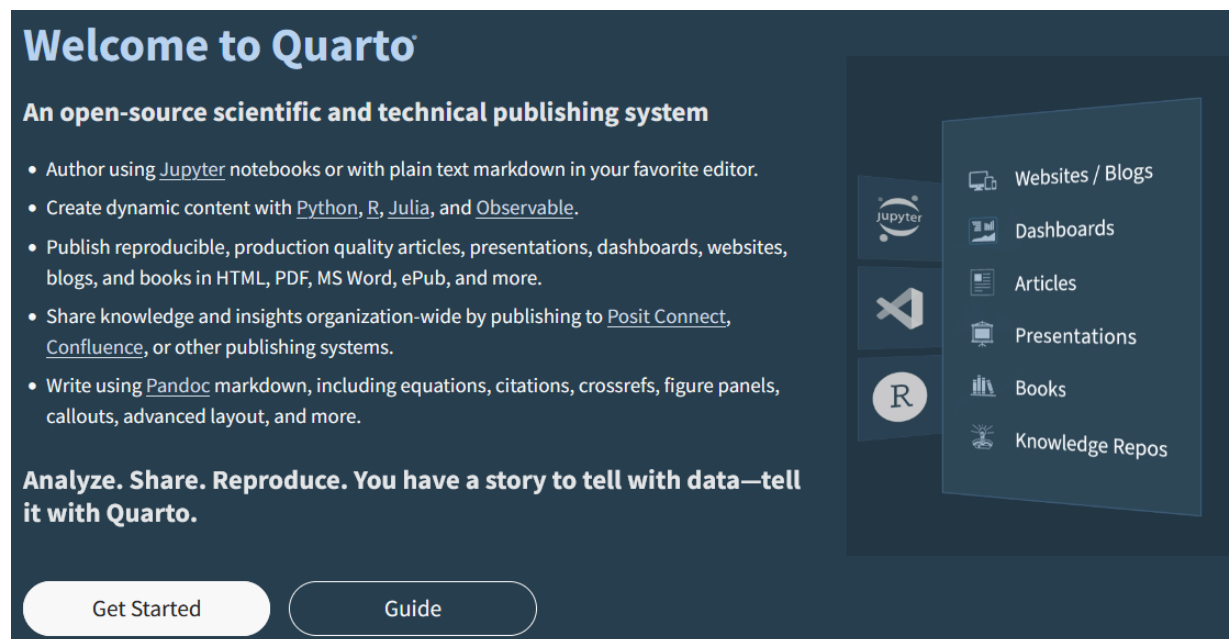 Welcome to Quarto
An open-source scientific and technical publishing system
• Author using Jupyter notebooks or with plain text markdown in your favorite editor.
• Create dynamic content with Python, R, Julia, and Observable.
• Publish reproducible, production quality articles, presentations, dashboards, websites,
blogs, and books in HTML, PDF, MS Word, ePub, and more.
• Share knowledge and insights organization-wide by publishing to Posit Connect,
Confluence, or other publishing systems.
• Write using Pandoc markdown, including equations, citations, crossrefs, figure panels,
callouts, advanced layout, and more.
Analyze. Share. Reproduce. You have a story to tell with data—tell
it with Quarto.
Get Started
Guide
Jupyter
R
Websites / Blogs
Dashboards
Articles
Presentations
Books
Knowledge Repos